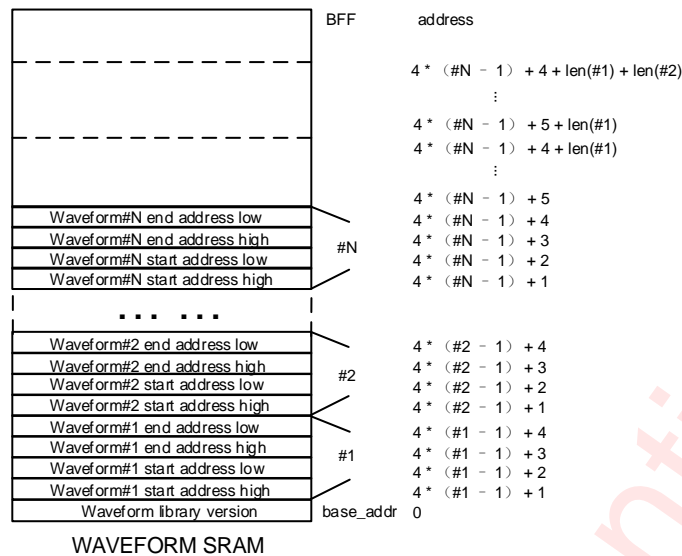 BFF address
4 * (#N - 1) + 4 + len(#1) + len(#2)
⋮
4 * (#N - 1) + 5 + len(#1)
4 * (#N - 1) + 4 + len(#1)
⋮
4 * (#N - 1) + 5
Waveform#N end address low 4 * (#N - 1) + 4
Waveform#N end address high 4 * (#N - 1) + 3
#N
Waveform#N start address low 4 * (#N - 1) + 2
Waveform#N start address high 4 * (#N - 1) + 1
... ...
Waveform#2 end address low 4 * (#2 - 1) + 4
Waveform#2 end address high 4 * (#2 - 1) + 3
#2
Waveform#2 start address low 4 * (#2 - 1) + 2
Waveform#2 start address high 4 * (#2 - 1) + 1
Waveform#1 end address low 4 * (#1 - 1) + 4
Waveform#1 end address high 4 * (#1 - 1) + 3
#1
Waveform#1 start address low 4 * (#1 - 1) + 2
Waveform#1 start address high 4 * (#1 - 1) + 1
Waveform library version base_addr 0
WAVEFORM SRAM